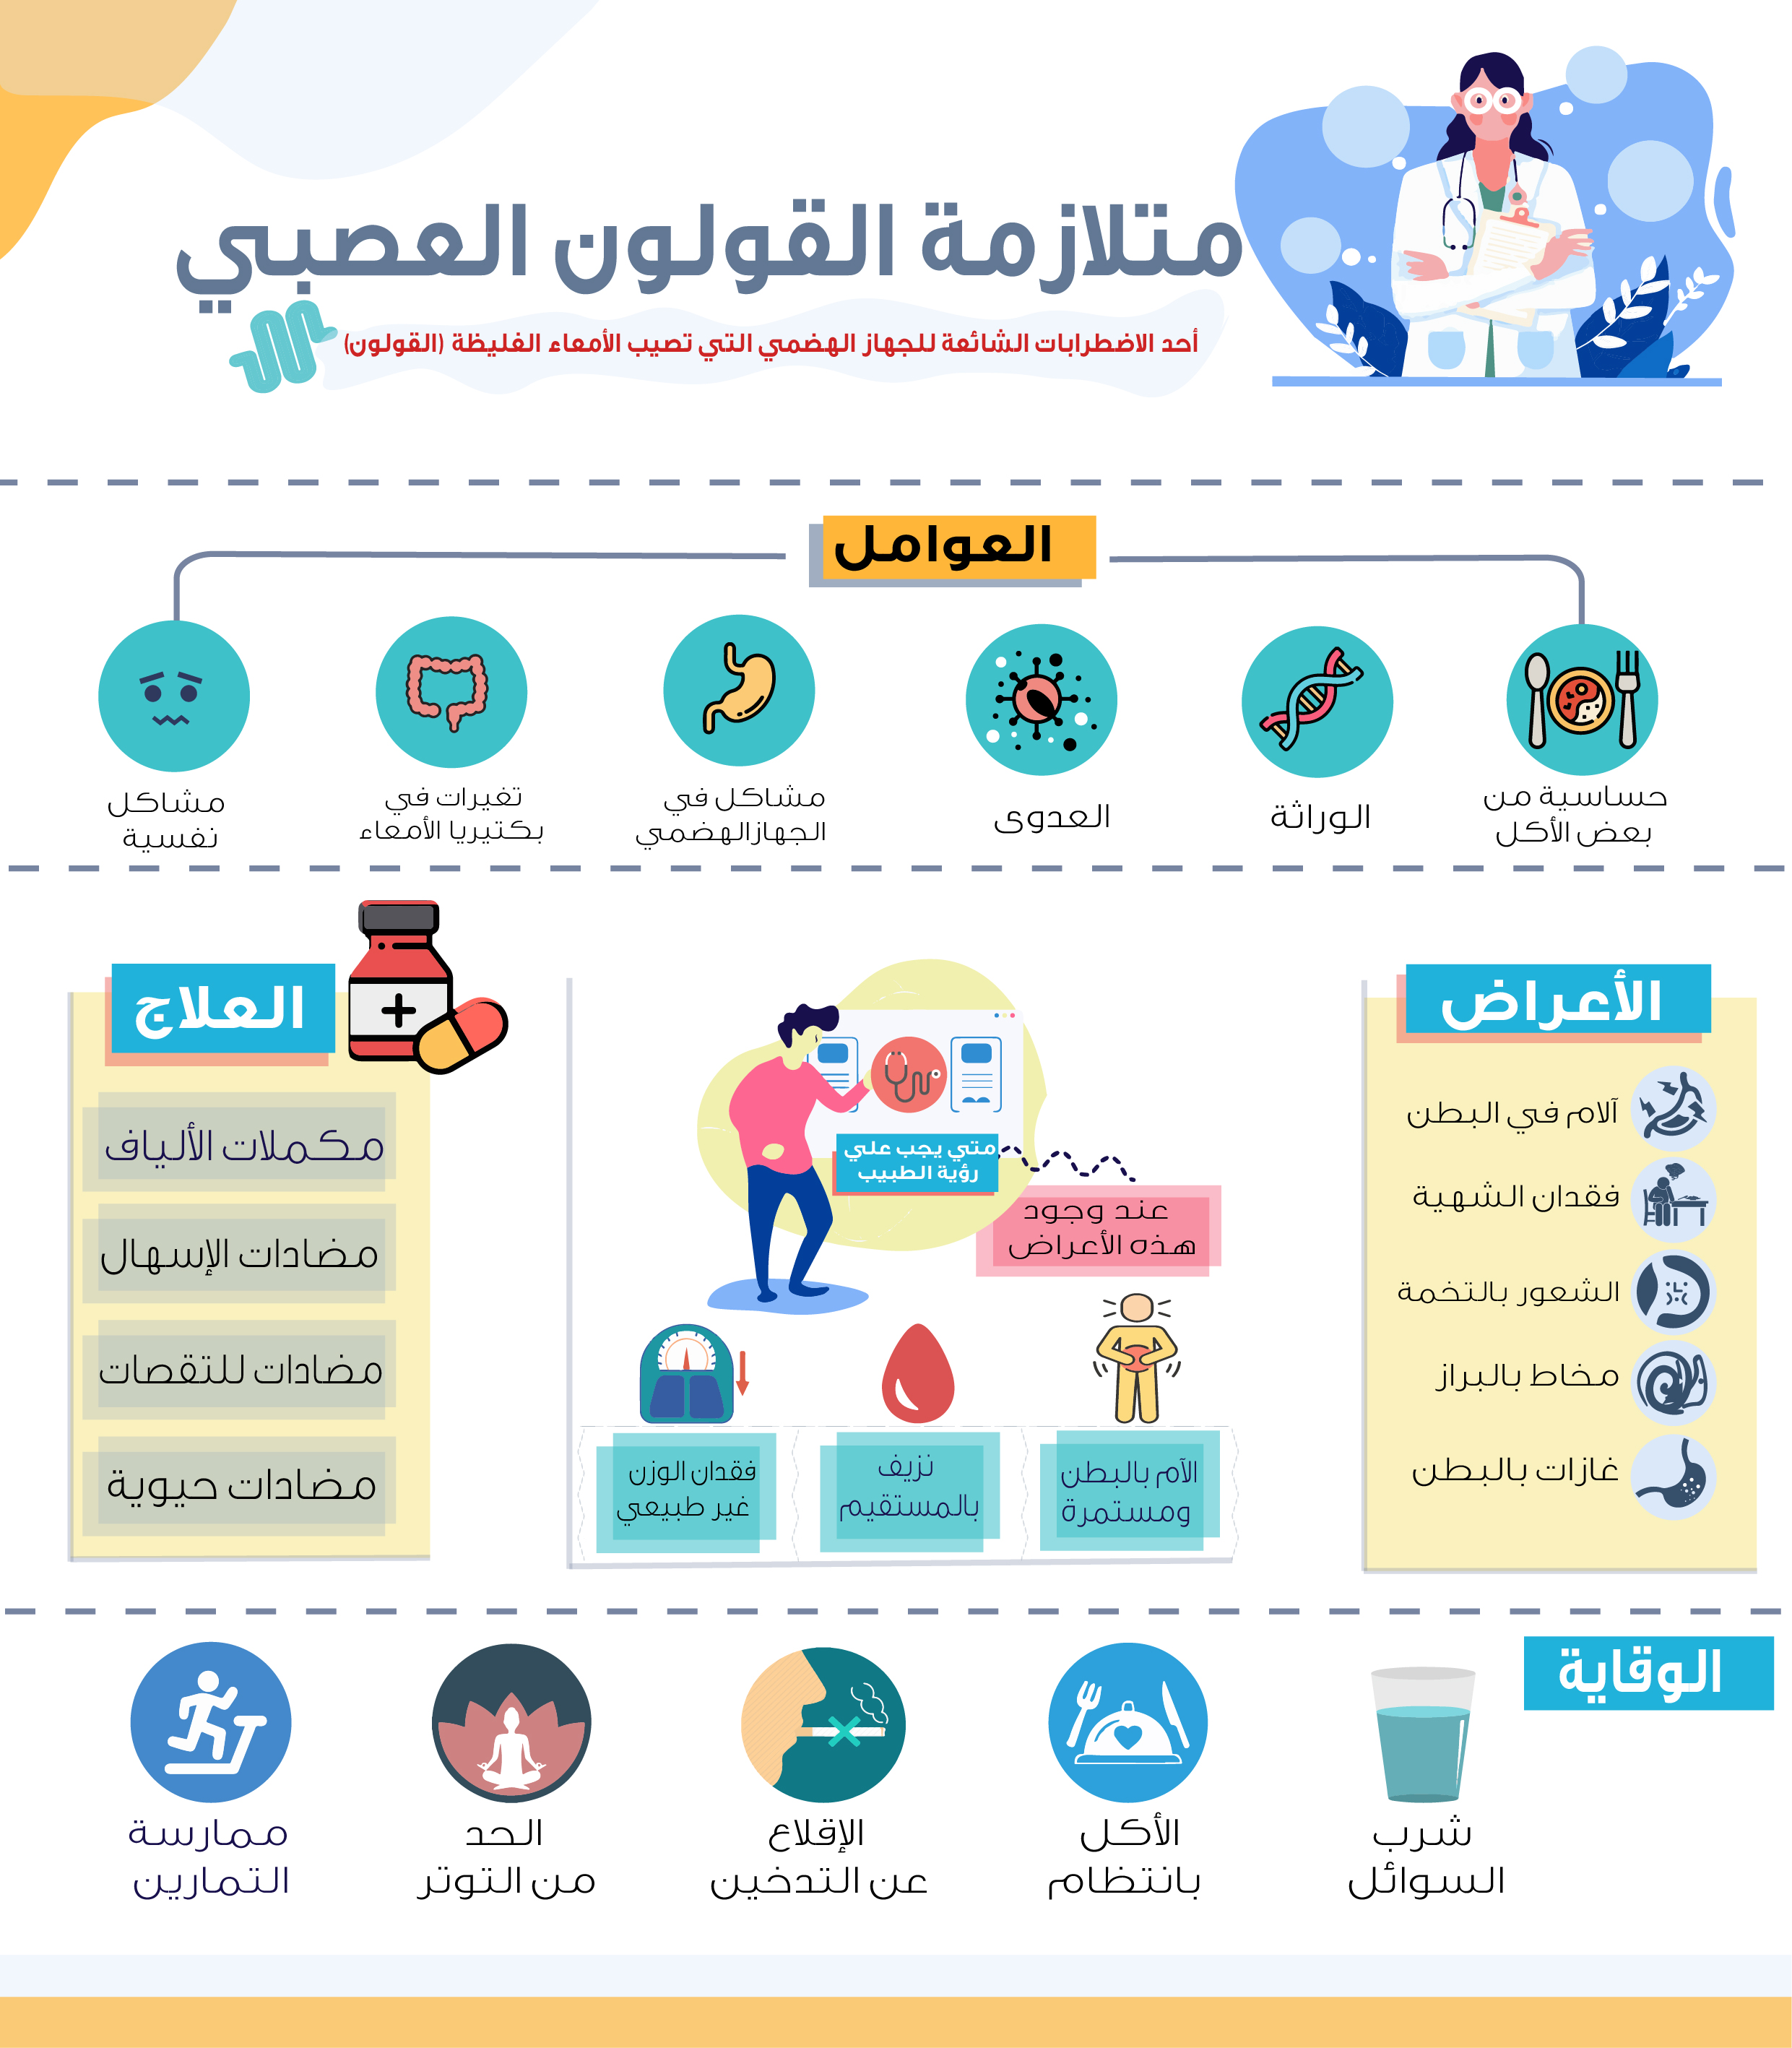 متلازمة القولون العصبي
أحد الاضطرابات الشائعة للجهاز الهضمي التي تصيب الأمعاء الغليظة (القولون)
العوامل
حساسية من
بعض الأكل
الوراثة
العدوى
مشاكل في
الجهازالهضمي
تغيرات في
بكتيريا الأمعاء
مشاكل
نفسية
الأعراض
آلام في البطن
فقدان الشهية
الشعور بالتخمة
مخاط بالبراز
غازات بالبطن
متي يجب علي
رؤية الطبيب
عند وجود
هذه الأعراض
الآم بالبطن
ومستمرة
نزيف
بالمستقيم
فقدان الوزن
غير طبيعي
العلاج
مكملات الألياف
مضادات الإسهال
مضادات للتقصات
مضادات حيوية
الوقاية
شرب
السوائل
الأكل
بانتظام
الإقلاع
عن التدخين
الحد
من التوتر
ممارسة
التمارين